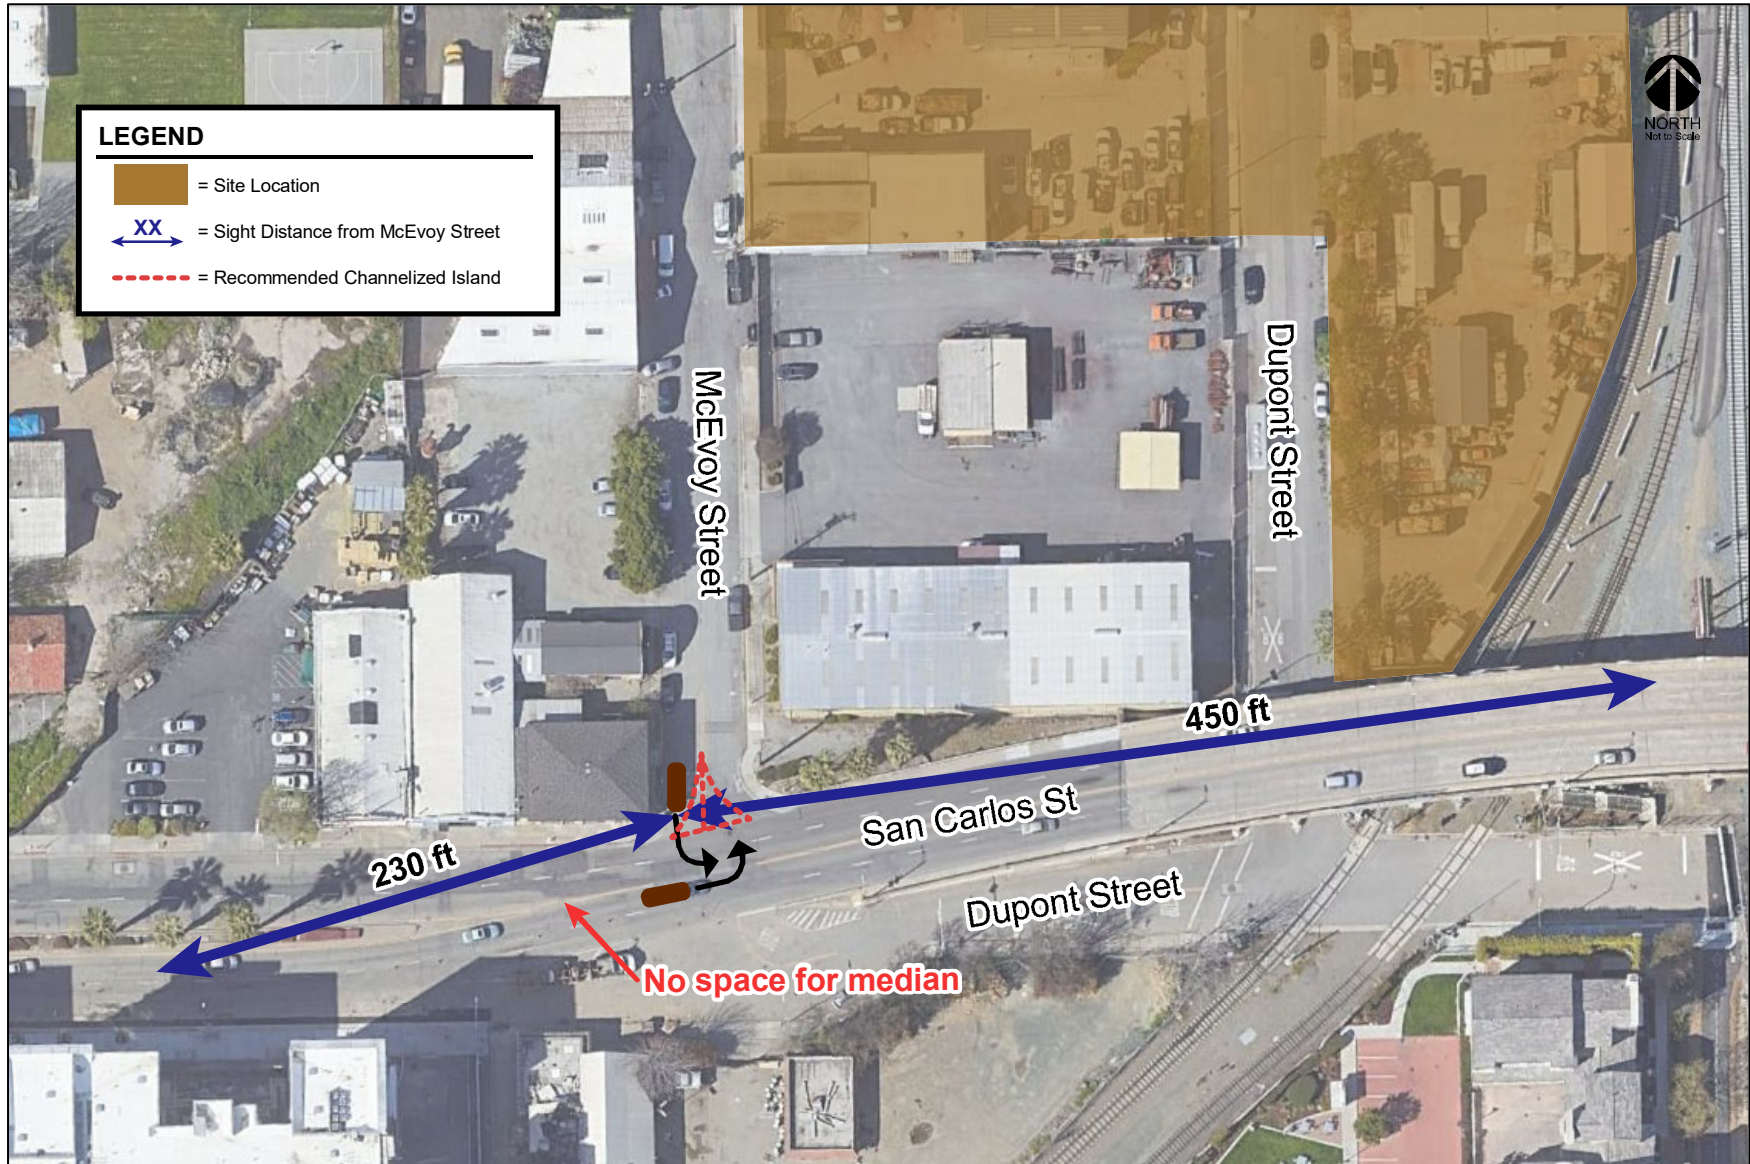 LEGEND
= Site Location
XX
= Sight Distance from McEvoy Street
= Recommended Channelized Island
NORTH
Not to Scale
McEvoy Street
Dupont Street
450 ft
San Carlos St
230 ft
Dupont Street
No space for median